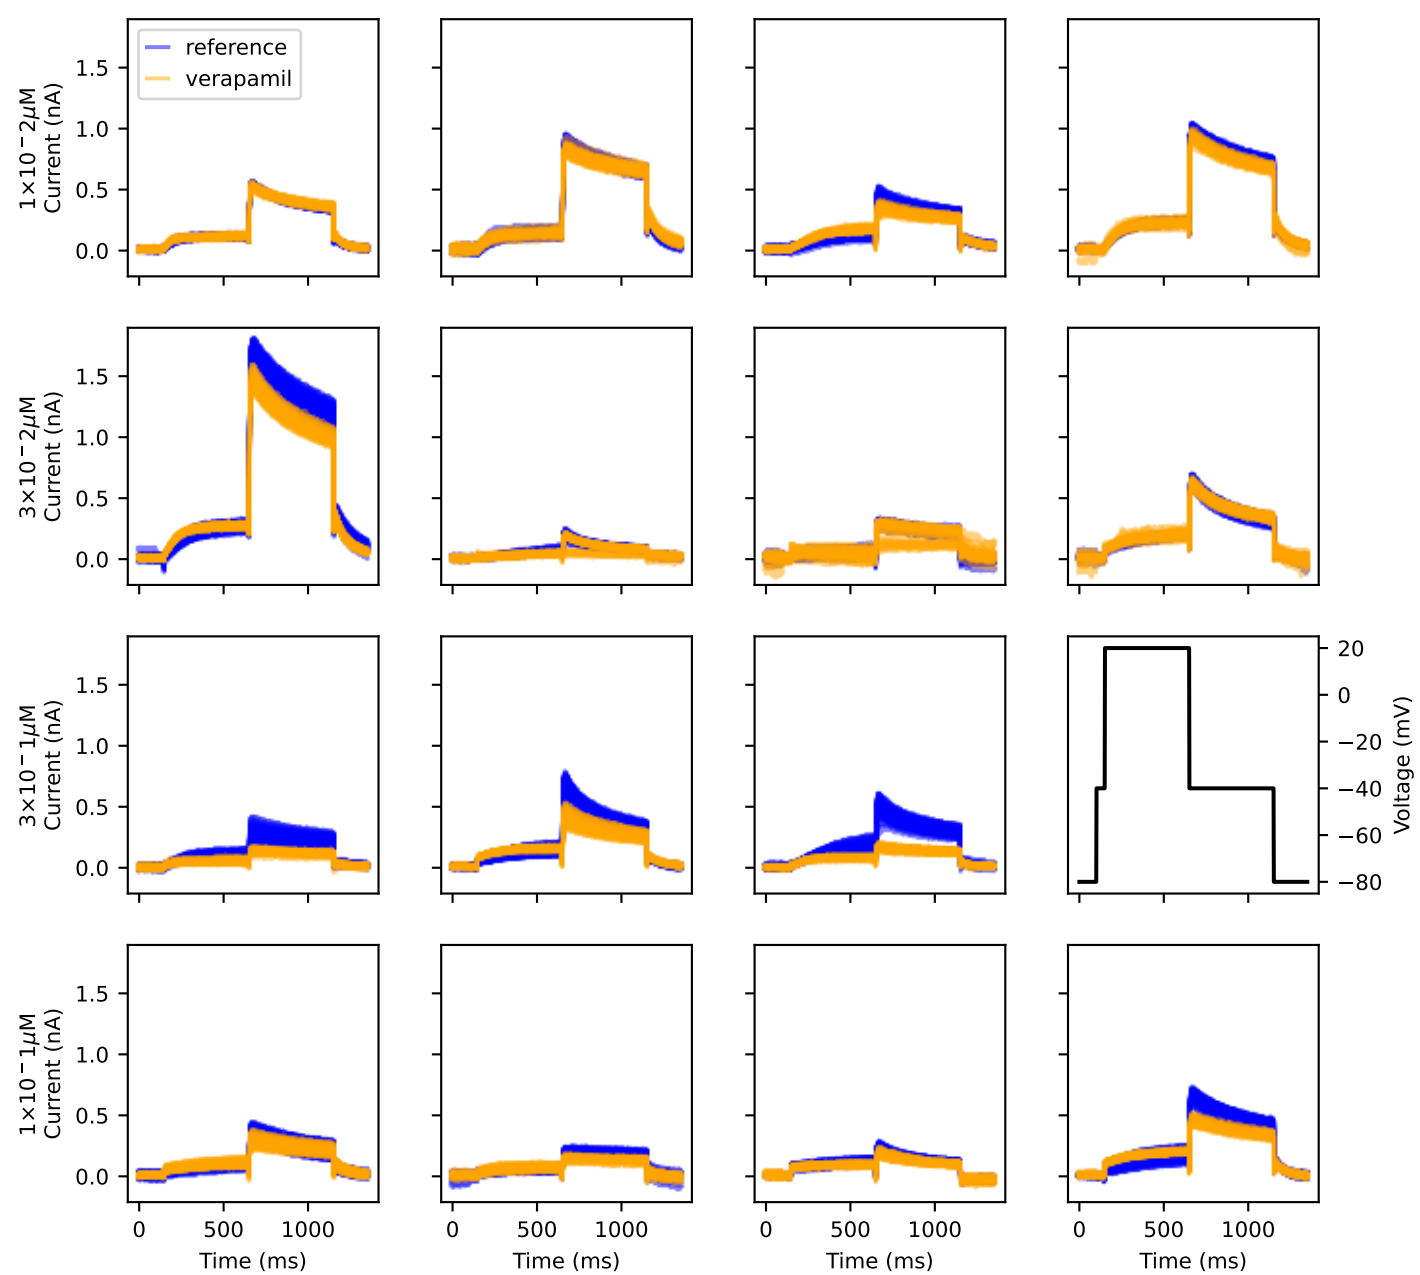 reference
verapamil
1×10−2μM
Current (nA)
1.5
1.0
0.5
0.0
3×10−2μM
Current (nA)
1.5
1.0
0.5
0.0
3×10−1μM
Current (nA)
1.5
1.0
0.5
0.0
20
0
−20
−40
−60
−80
Voltage (mV)
1×10−1μM
Current (nA)
1.5
1.0
0.5
0.0
0 500 1000 0 500 1000 0 500 1000 0 500 1000
Time (ms) Time (ms) Time (ms) Time (ms)